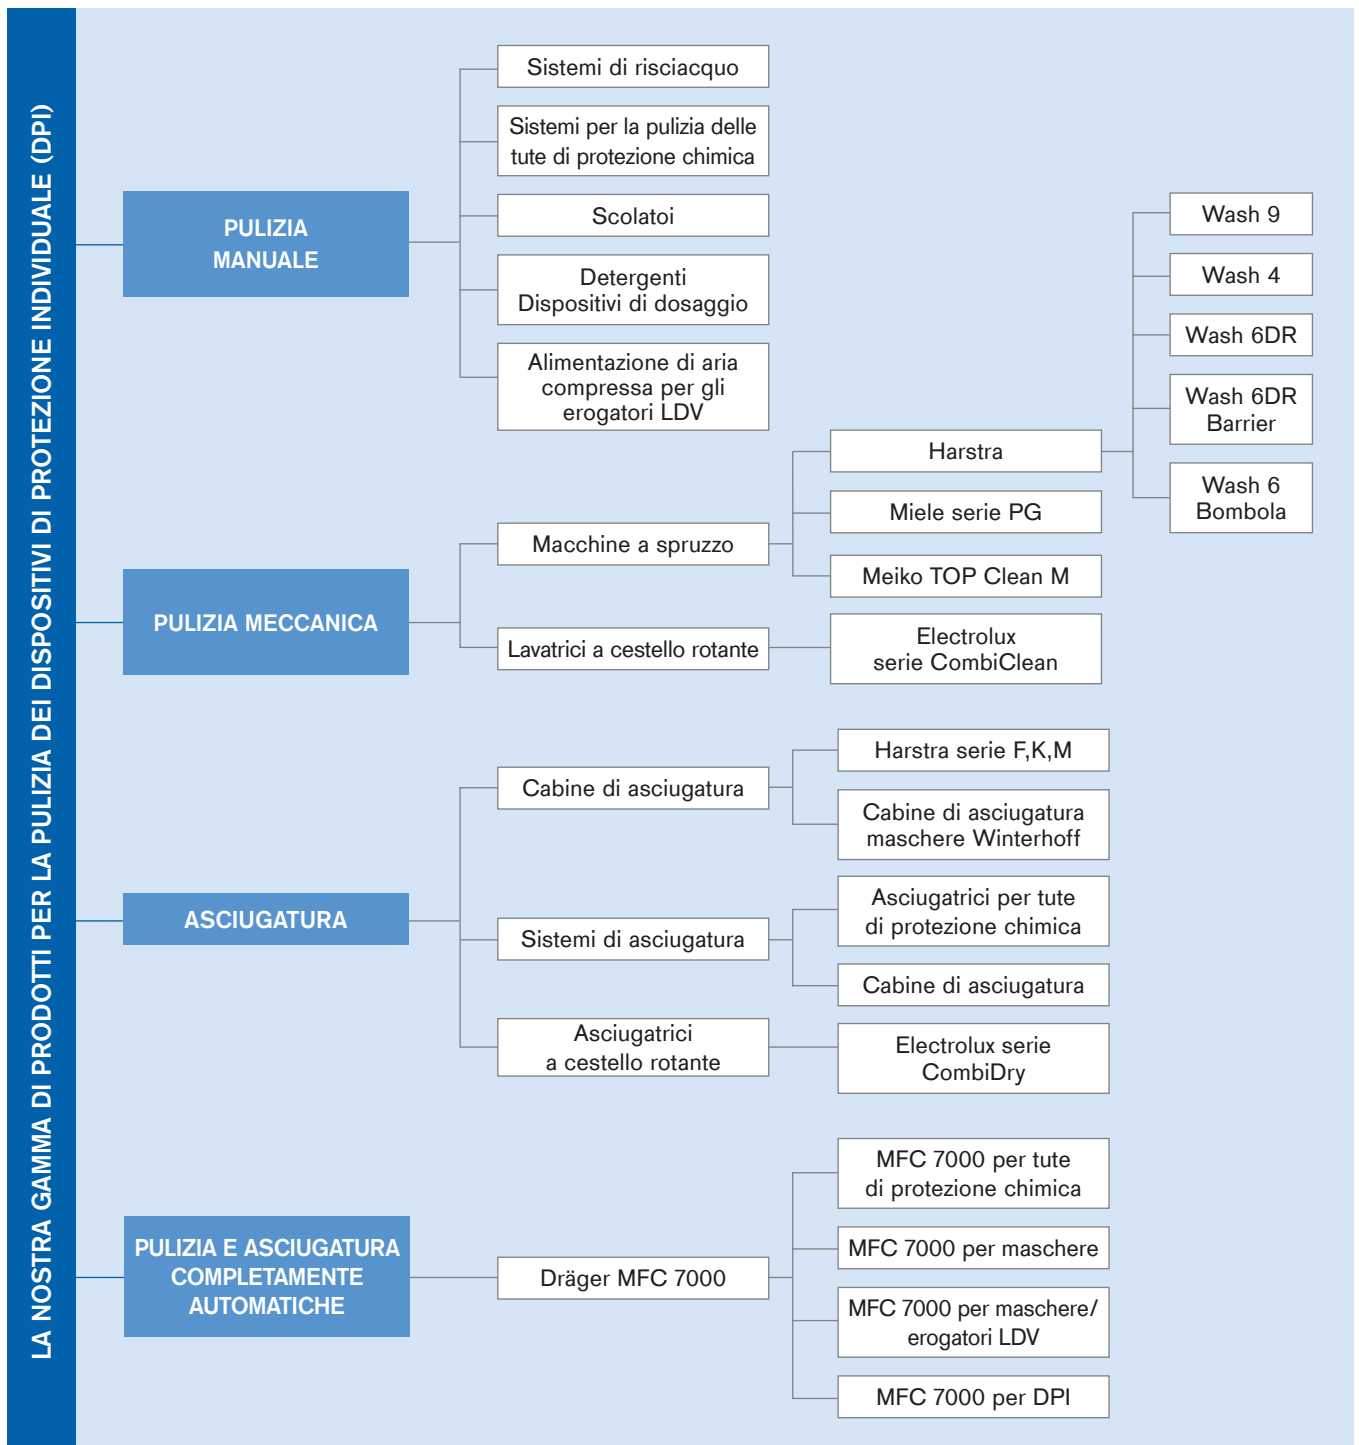 LA NOSTRA GAMMA DI PRODOTTI PER LA PULIZIA DEI DISPOSITIVI DI PROTEZIONE INDIVIDUALE (DPI)
PULIZIA
MANUALE
Sistemi di risciacquo
Sistemi per la pulizia delle
tute di protezione chimica
Scolatoi
Detergenti
Dispositivi di dosaggio
Alimentazione di aria
compressa per gli
erogatori LDV
PULIZIA MECCANICA
Macchine a spruzzo
Harstra
Wash 9
Wash 4
Wash 6DR
Wash 6DR
Barrier
Wash 6
Bombola
Miele serie PG
Meiko TOP Clean M
Lavatrici a cestello rotante
Electrolux
serie CombiClean
ASCIUGATURA
Cabine di asciugatura
Harstra serie F,K,M
Cabine di asciugatura
maschere Winterhoff
Sistemi di asciugatura
Asciugatrici per tute
di protezione chimica
Cabine di asciugatura
Asciugatrici
a cestello rotante
Electrolux serie
CombiDry
PULIZIA E ASCIUGATURA
COMPLETAMENTE
AUTOMATICHE
Dräger MFC 7000
MFC 7000 per tute
di protezione chimica
MFC 7000 per maschere
MFC 7000 per maschere/
erogatori LDV
MFC 7000 per DPI